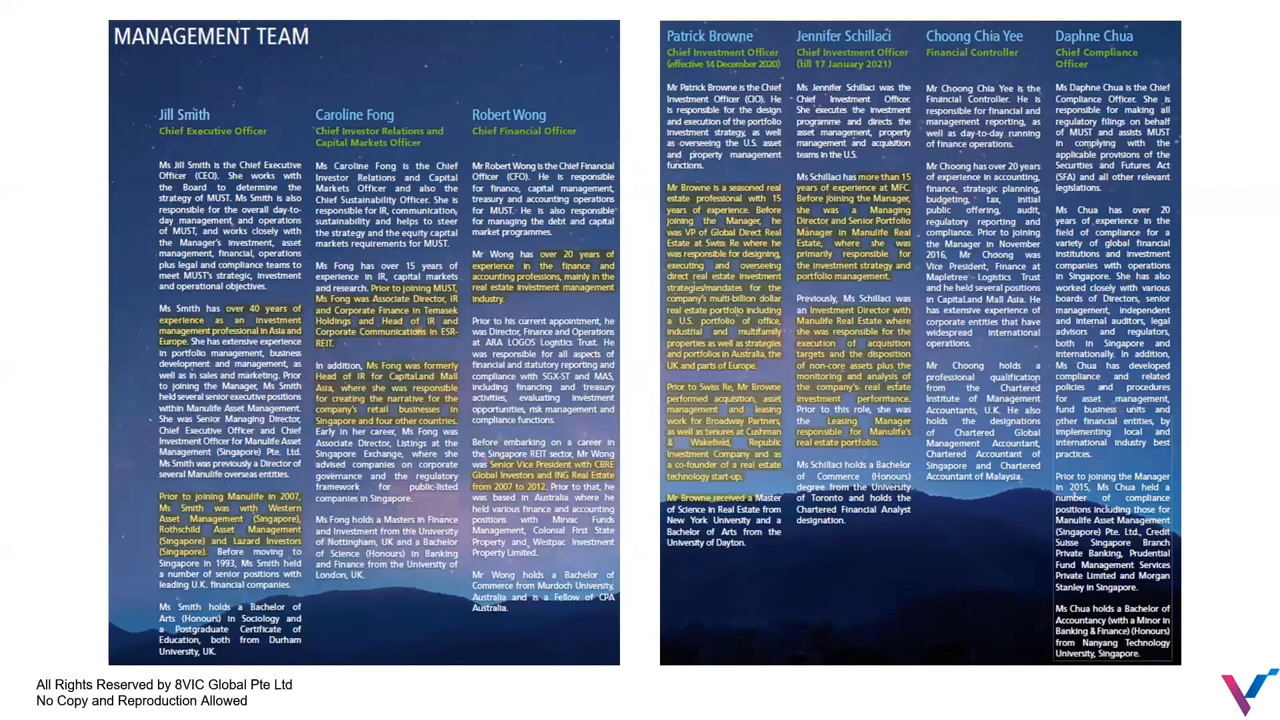 MANAGEMENT TEAM
Jill Smith
Chief Executive Officer
Ms Jill Smith is the Chief Executive
Officer (CEO). She works with
the Board to determine the
strategy of MUST. Ms Smith is
also responsible for the overall day-to-
day management and operations
of MUST, and works closely with
the Manager's investment, asset
management, financial, operations
plus legal and compliance teams to
meet MUST's strategic, investment
and operational objectives.
Ms Smith has over 40 years of
experience as an investment
management professional in Asia and
Europe. She has extensive experience
in portfolio management, business
development and management, as
well as in sales and marketing. Prior
to joining the Manager, Ms Smith
held several senior executive positions
within Manulife Asset Management.
She was Senior Managing Director,
Chief Executive Officer and Chief
Investment Officer for Manulife Asset
Management (Singapore) Pte. Ltd.
Ms Smith was previously a Director of
several Manulife overseas entities.
Prior to joining Manulife in 2007,
Ms Smith was with Western
Asset Management (Singapore),
Rothschild Asset Management
(Singapore) and Lazard Investors
(Singapore). Before moving to
Singapore in 1993, Ms Smith held
a number of senior positions with
leading U.K. financial companies.
Ms Smith holds a Bachelor of
Arts (Honours) in Sociology and
a Postgraduate Certificate of
Education, both from Durham
University, UK.
Caroline Fong
Chief Investor Relations and
Capital Markets Officer
Ms Caroline Fong is the Chief
Investor Relations and Capital
Markets Officer and also the
Chief Sustainability Officer. She is
responsible for IR, communication,
sustainability and helps to steer
the strategy and the equity capital
markets requirements for MUST.
Ms Fong has over 15 years of
experience in IR, capital markets
and research. Prior to joining MUST,
Ms Fong was Associate Director, IR
and Corporate Finance in Temasek
Holdings and Head of IR and
Corporate Communications in ESR-
REIT.
In addition, Ms Fong was formerly
Head of IR for CapitaLand Mall
Asia, where she was responsible
for creating the narrative for the
company's retail businesses in
Singapore and four other countries.
Early in her career, Ms Fong was
Associate Director, Listings at the
Singapore Exchange, where she
advised companies on corporate
governance and the regulatory
framework for public-listed
companies in Singapore.
Ms Fong holds a Masters in Finance
and Investment from the University
of Nottingham, UK and a Bachelor
of Science (Honours) in Banking
and Finance from the University of
London, UK.
Robert Wong
Chief Financial Officer
Mr Robert Wong is the Chief Financial
Officer (CFO). He is responsible
for finance, capital management,
treasury and accounting operations
for MUST. He is also responsible
for managing the debt and capital
market programmes.
Mr Wong has over 20 years of
experience in the finance and
accounting professions, mainly in the
real estate investment management
industry.
Prior to his current appointment, he
was Director, Finance and Operations
at ARA LOGOS Logistics Trust. He
was responsible for all aspects of
financial and statutory reporting and
compliance with SGX-ST and MAS,
including financing and treasury
activities, evaluating investment
opportunities, risk management and
compliance functions.
Before embarking on a career in
the Singapore REIT sector, Mr Wong
was Senior Vice President with CBRE
Global Investors and ING Real Estate
from 2007 to 2012. Prior to that, he
was based in Australia where he
held various finance and accounting
positions with Mirvac Funds
Management, Colonial First State
Property and Westpac Investment
Property Limited.
Mr Wong holds a Bachelor of
Commerce from Murdoch University,
Australia and is a Fellow of CPA
Australia.
Patrick Browne
Chief Investment Officer
(effective 14 December 2020)
Mr Patrick Browne is the Chief
Investment Officer (CIO). He
is responsible for the design
and execution of the portfolio
investment strategy, as well
as overseeing the U.S. asset
and property management
functions.
Mr Browne is a seasoned real
estate professional with 15
years of experience. Before
joining the Manager, he
was VP of Global Direct Real
Estate at Swiss Re where he
was responsible for designing,
executing and overseeing
direct real estate investment
strategies/mandates for the
company's multi-billion dollar
real estate portfolio including
a U.S. portfolio of office,
industrial and multifamily
properties as well as strategies
and portfolios in Australia, the
UK and parts of Europe.
Prior to Swiss Re, Mr Browne
performed acquisition, asset
management and leasing
work for Broadway Partners,
as well as tenures at Cushman
& Wakefield, Republic
Investment Company and as
a co-founder of a real estate
technology start-up.
Mr Browne received a Master
of Science in Real Estate from
New York University and a
Bachelor of Arts from the
University of Dayton.
Jennifer Schillaci
Chief Investment Officer
(till 17 January 2021)
Ms Jennifer Schillaci was the
Chief Investment Officer.
She executes the investment
programme and directs the
asset management, property
management and acquisition
teams in the U.S.
Ms Schillaci has more than 15
years of experience at MFC.
Before joining the Manager,
she was a Managing
Director and Senior Portfolio
Manager in Manulife Real
Estate, where she was
primarily responsible for
the investment strategy and
portfolio management.
Previously, Ms Schillaci was
an Investment Director with
Manulife Real Estate where
she was responsible for the
execution of acquisition
targets and the disposition
of non-core assets plus the
monitoring and analysis of
the company's real estate
investment performance.
Prior to this role, she was
the Leasing Manager
responsible for Manulife's
real estate portfolio.
Ms Schillaci holds a Bachelor
of Commerce (Honours)
degree from the University
of Toronto and holds the
Chartered Financial Analyst
designation.
Choong Chia Yee
Financial Controller
Mr Choong Chia Yee is the
Financial Controller. He is
responsible for financial and
management reporting, as
well as day-to-day running
of finance operations.
Mr Choong has over 20 years
of experience in accounting,
finance, strategic planning,
budgeting, tax, initial
public offering, audit,
regulatory reporting and
compliance. Prior to joining
the Manager in November
2016, Mr Choong was
Vice President, Finance at
Mapletree Logistics Trust
and he held several positions
in CapitaLand Mall Asia. He
has extensive experience of
corporate entities that have
widespread international
operations.
Mr Choong holds a
professional qualification
from the Chartered
Institute of Management
Accountants, U.K. He also
holds the designations
of Chartered Global
Management Accountant,
Chartered Accountant of
Singapore and Chartered
Accountant of Malaysia.
Daphne Chua
Chief Compliance
Officer
Ms Daphne Chua is the Chief
Compliance Officer. She is
responsible for making all
regulatory filings on behalf
of MUST and assists MUST
in complying with the
applicable provisions of the
Securities and Futures Act
(SFA) and all other relevant
legislations.
Ms Chua has over 20
years of experience in the
field of compliance for a
variety of global financial
institutions and investment
companies with operations
in Singapore. She has also
worked closely with various
boards of Directors, senior
management, independent
and internal auditors, legal
advisors and regulators,
both in Singapore and
internationally. In addition,
Ms Chua has developed
compliance and related
policies and procedures
for asset management,
fund business units and
other financial entities, by
implementing local and
international industry best
practices.
Prior to joining the Manager
in 2015, Ms Chua held a
number of compliance
positions including those for
Manulife Asset Management
(Singapore) Pte. Ltd., Credit
Suisse Singapore Branch
Private Banking, Prudential
Fund Management Services
Private Limited and Morgan
Stanley in Singapore.
Ms Chua holds a Bachelor of
Accountancy (with a Minor in
Banking & Finance) (Honours)
from Nanyang Technology
University, Singapore.
All Rights Reserved by 8VIC Global Pte Ltd
No Copy and Reproduction Allowed